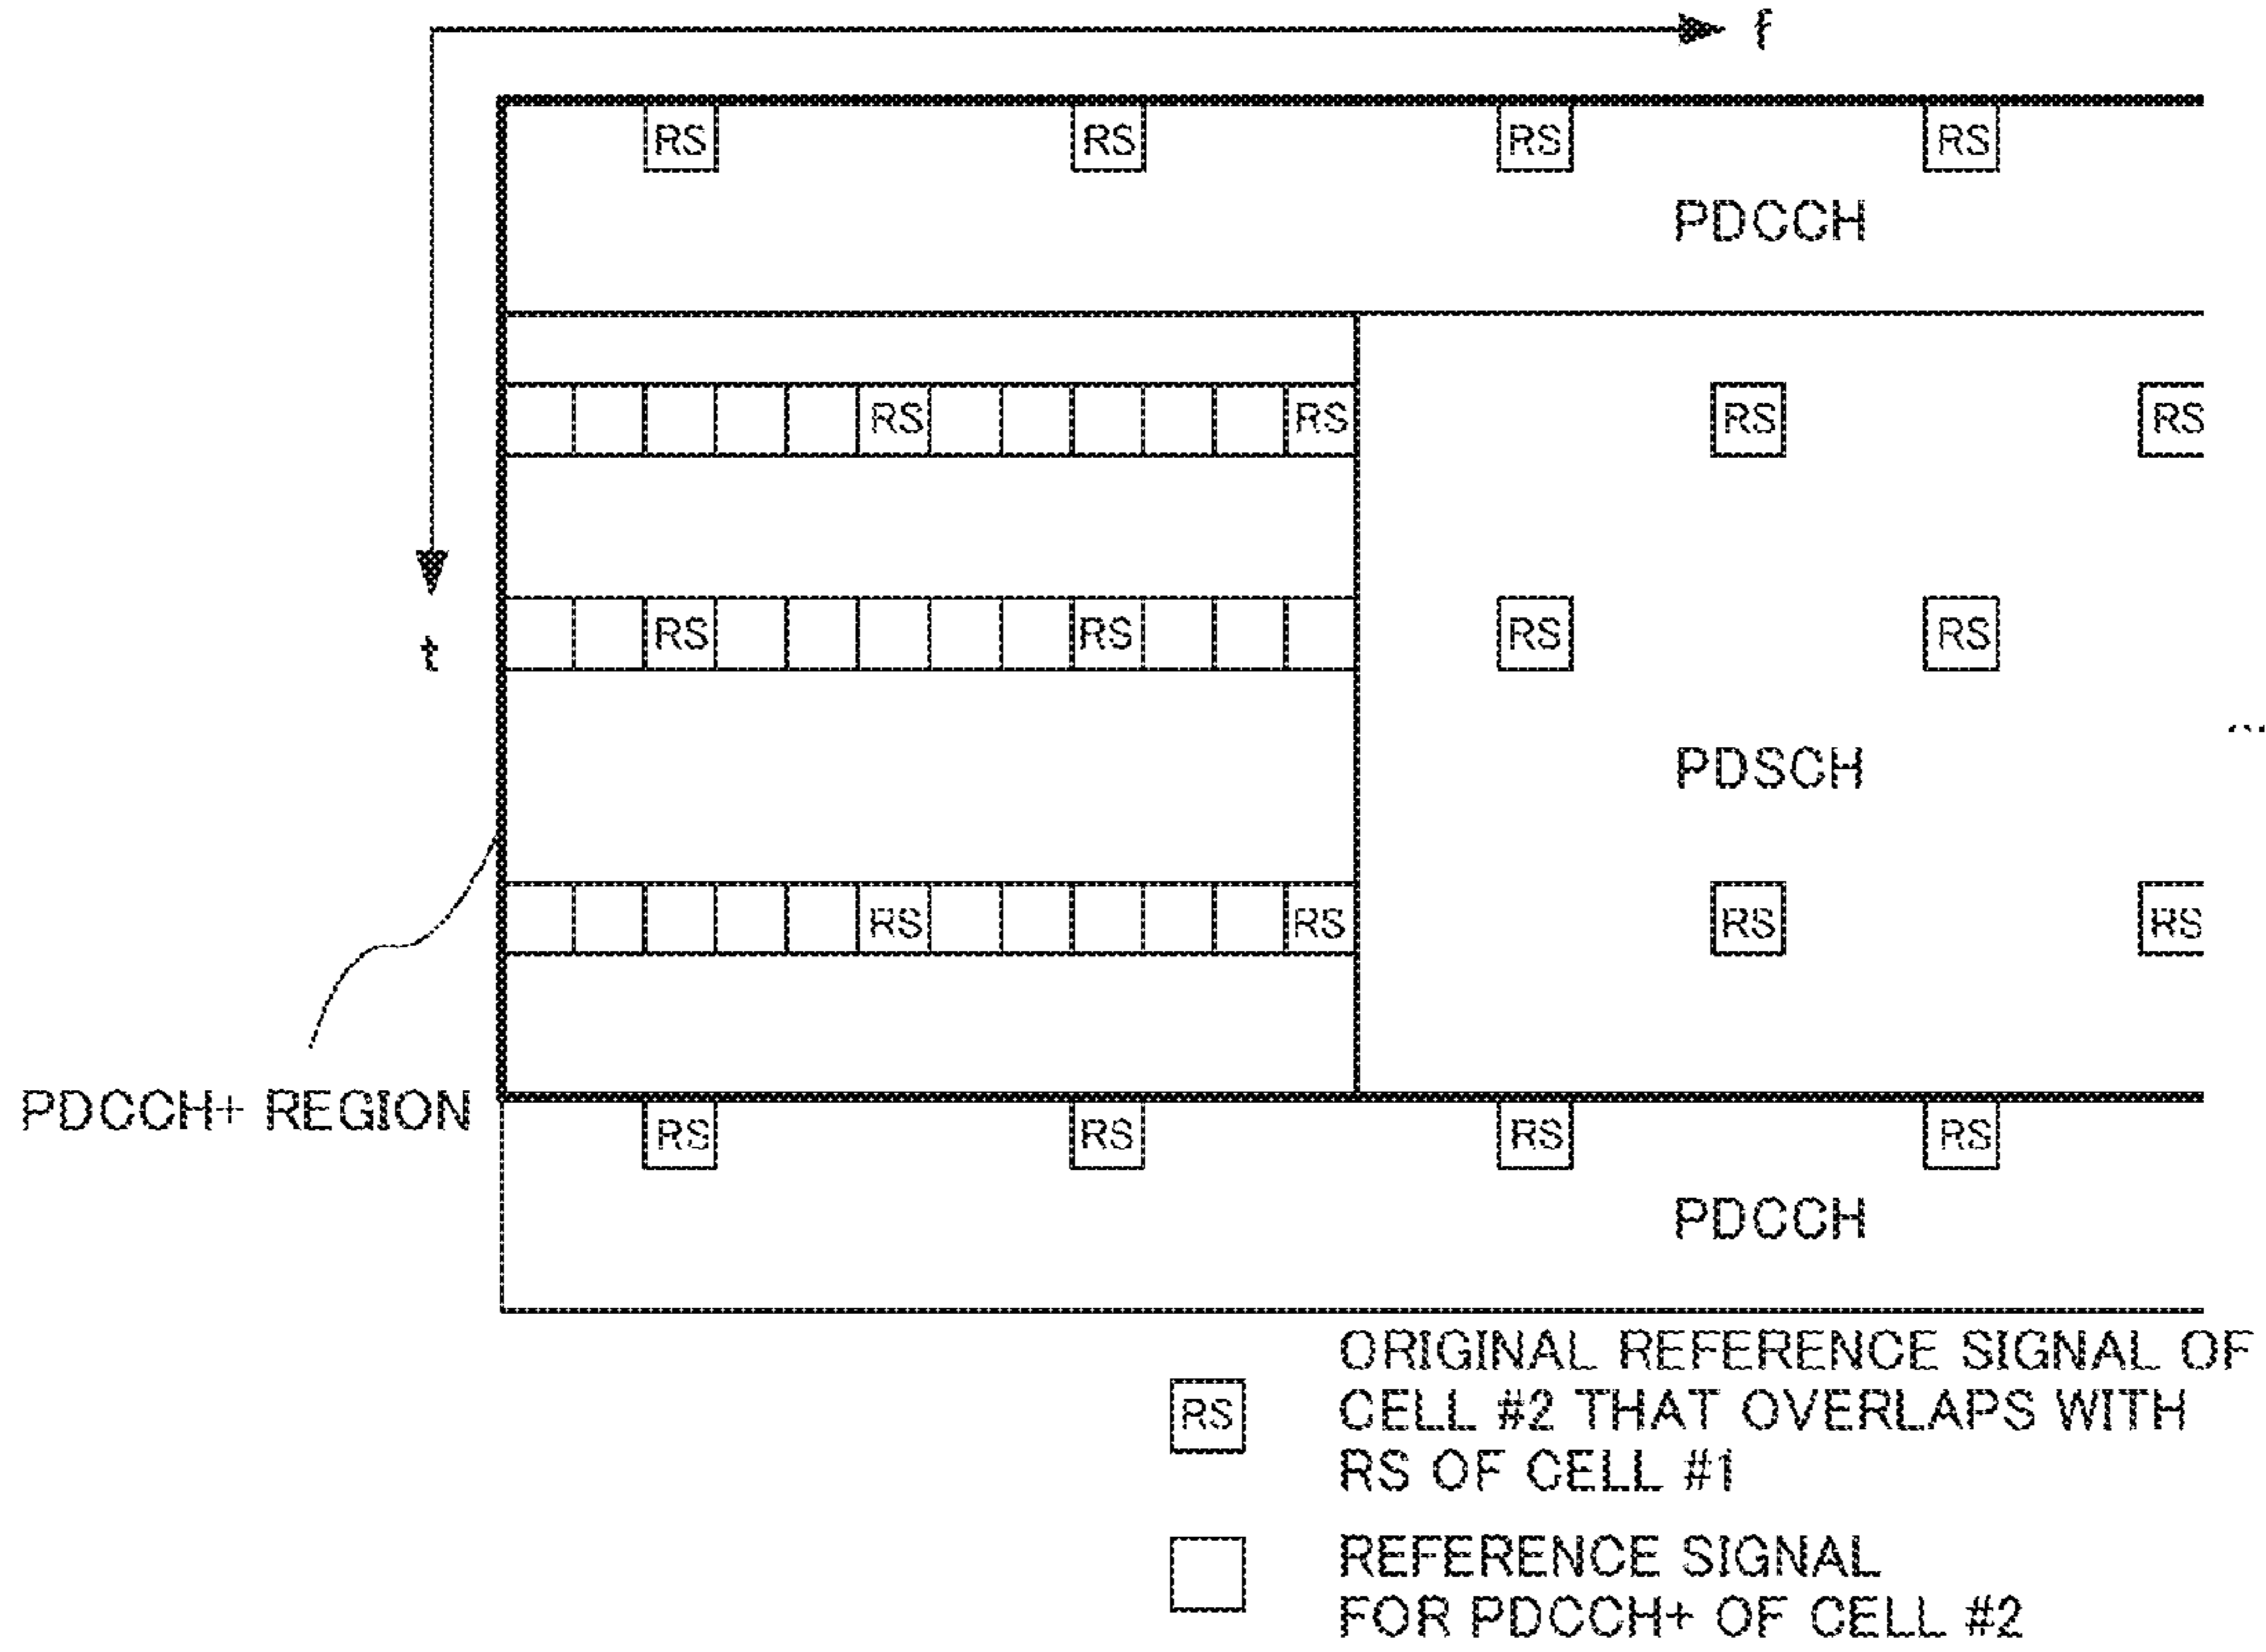 f
RS RS RS RS
PDCCH
RS RS RS RS
RS RS RS RS
t
PDSCH
...
RS RS RS RS
PDCCH+ REGION
RS RS RS RS
PDCCH
RS
ORIGINAL REFERENCE SIGNAL OF
CELL #2 THAT OVERLAPS WITH
RS OF CELL #1
REFERENCE SIGNAL
FOR PDCCH+ OF CELL #2